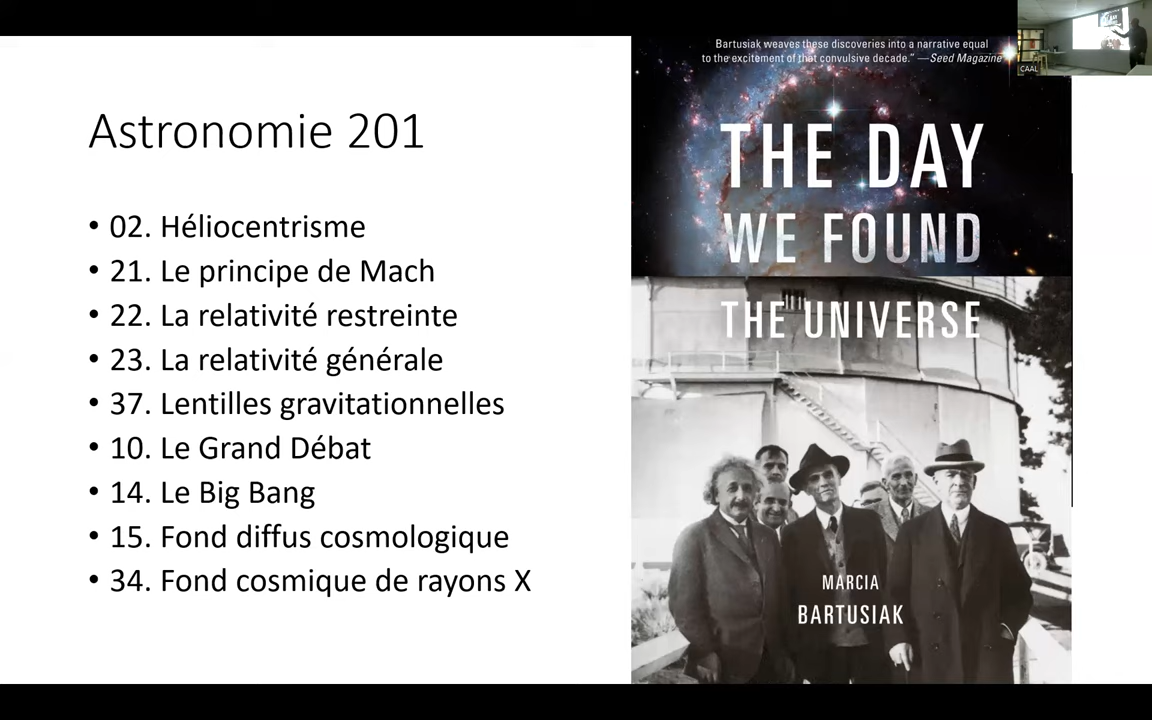 Astronomie 201
• 02. Héliocentrisme
• 21. Le principe de Mach
• 22. La relativité restreinte
• 23. La relativité générale
• 37. Lentilles gravitationnelles
• 10. Le Grand Débat
• 14. Le Big Bang
• 15. Fond diffus cosmologique
• 34. Fond cosmique de rayons X
Bartusiak weaves these discoveries into a narrative equal
to the excitement of that convulsive decade.” —Seed Magazine
THE DAY
WE FOUND
THE UNIVERSE
MARCIA
BARTUSIAK
CAAL